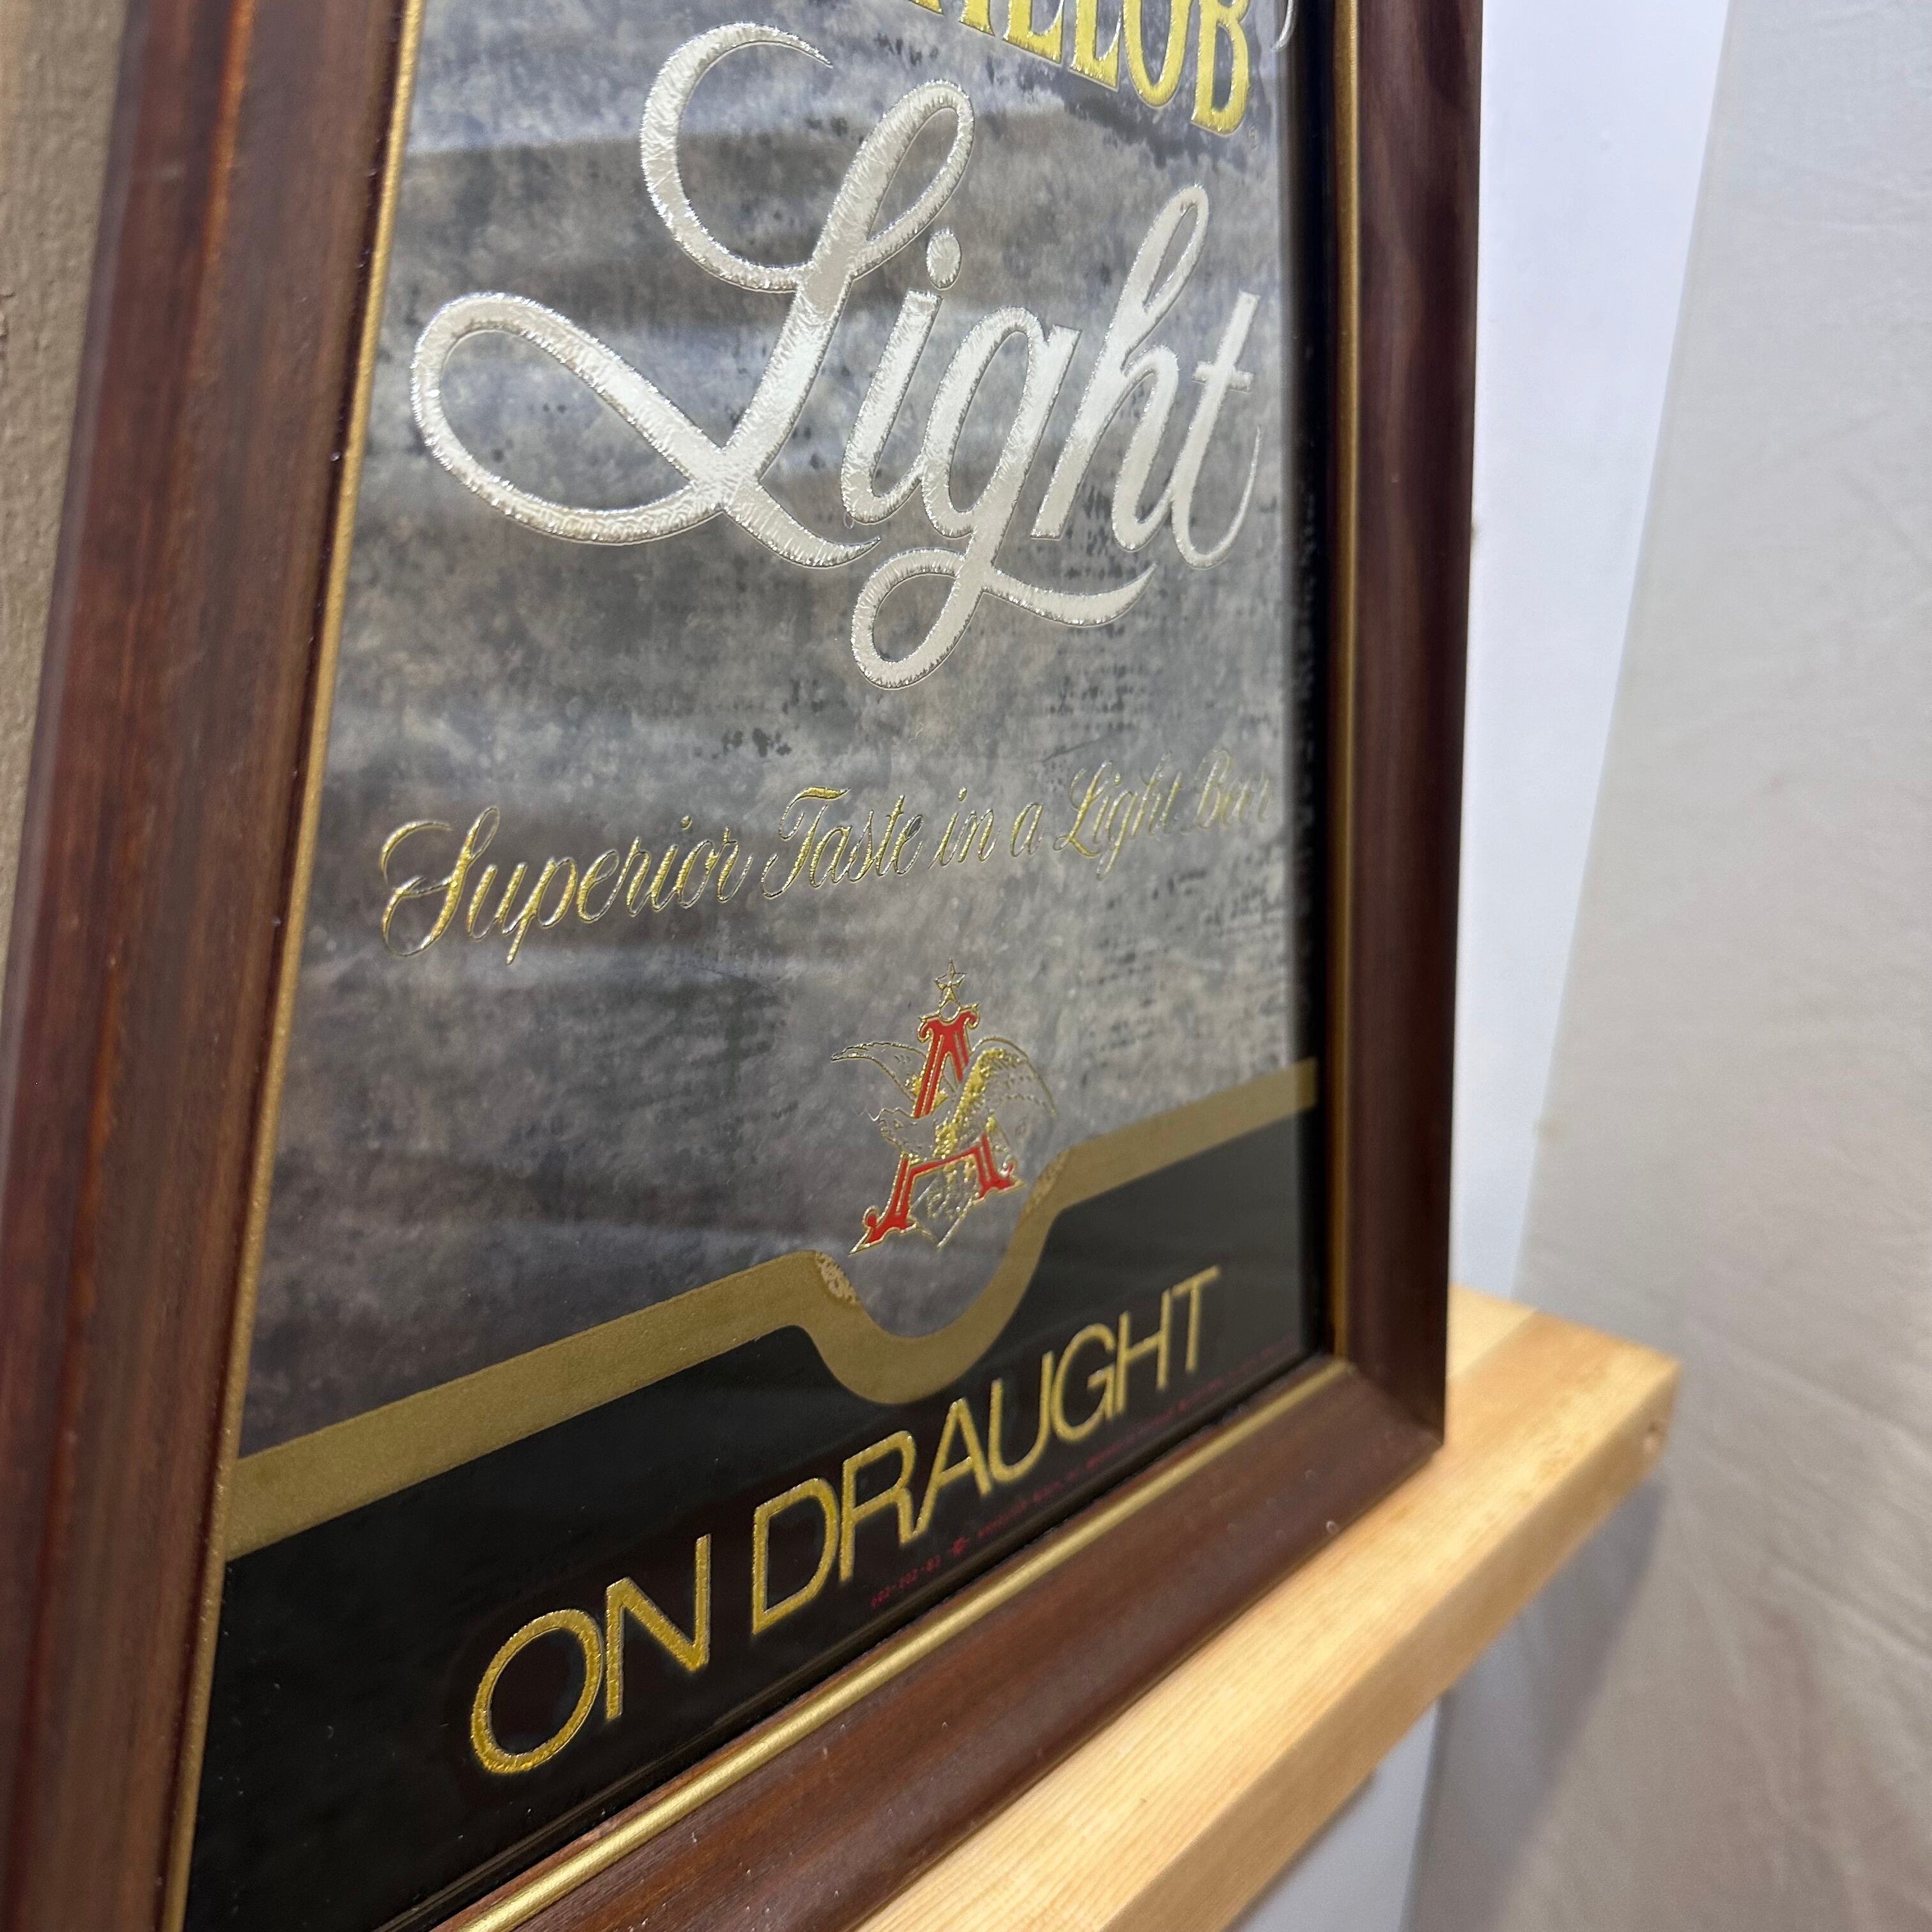 Light
Superior Taste in a Light Beer
A
ON DRAUGHT